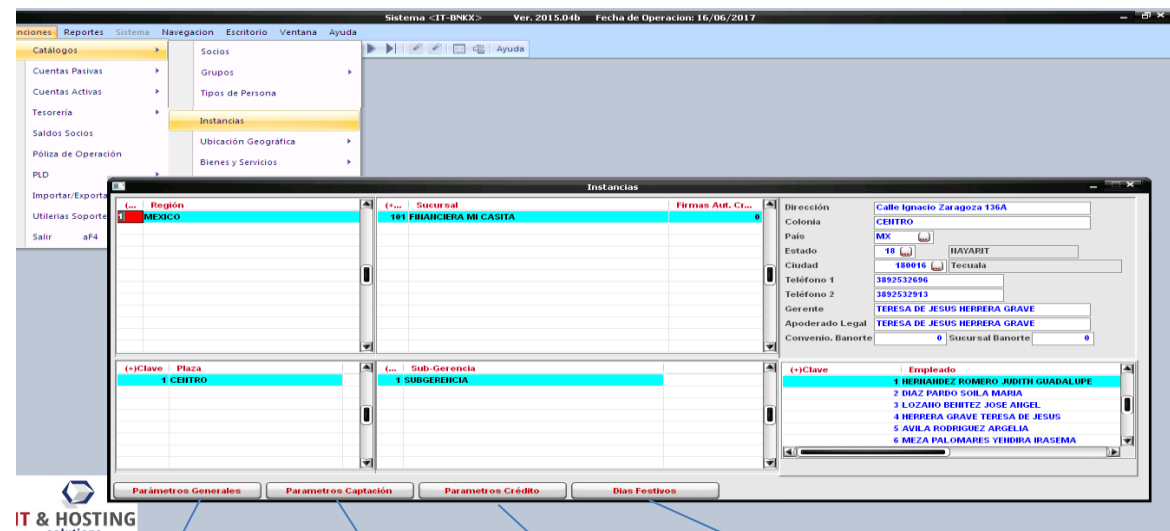 Sistema <IT-BNKX> Ver. 2015.04b Fecha de Operacion: 16/06/2017
nciones Reportes Sistema Navegacion Escritorio Ventana Ayuda
Ayuda
Catálogos
Cuentas Pasivas
Cuentas Activas
Tesorería
Saldos Socios
Póliza de Operación
PLD
Importar/Exporta
Utilerias Soporte
Salir aF4
Socios
Grupos
Tipos de Persona
Instancias
Ubicación Geográfica
Bienes y Servicios
Instancias
(... Región
1 MEXICO
(+... Sucursal Firmas Aut. Cr...
101 FINANCIERA MI CASITA 0
Dirección Calle Ignacio Zaragoza 136A
Colonia CENTRO
País MX (...)
Estado 18 (...) NAYARIT
Ciudad 180016 (...) Tecuala
Teléfono 1 3892532696
Teléfono 2 3892532913
Gerente TERESA DE JESUS HERRERA GRAVE
Apoderado Legal TERESA DE JESUS HERRERA GRAVE
Convenio. Banorte 0 Sucursal Banorte 0
(+)Clave Plaza
1 CENTRO
(... Sub-Gerencia
1 SUBGERENCIA
(+)Clave Empleado
1 HERNANDEZ ROMERO JUDITH GUADALUPE
2 DIAZ PARDO SOILA MARIA
3 LOZANO BENITEZ JOSE ANGEL
4 HERRERA GRAVE TERESA DE JESUS
5 AVILA RODRIGUEZ ARGELIA
6 MEZA PALOMARES YENDIRA IRASEMA
Parámetros Generales Parametros Captación Parametros Crédito Dias Festivos
IT & HOSTING
solutions